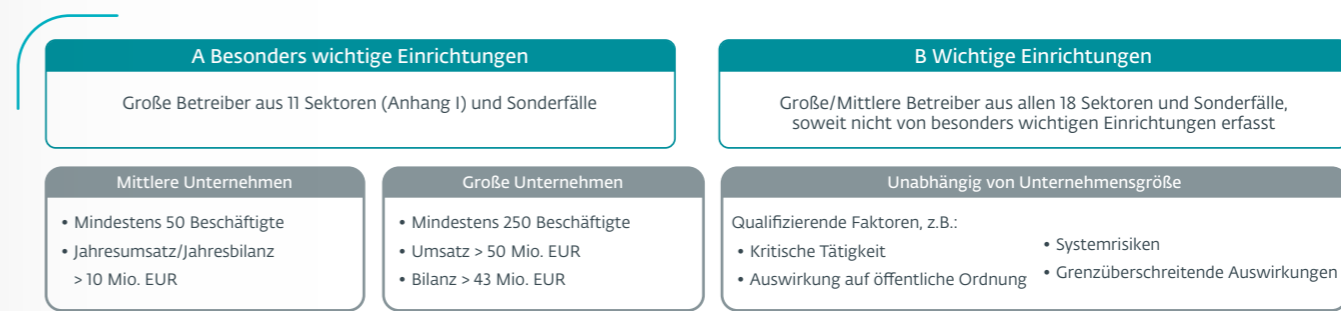 A Besonders wichtige Einrichtungen
Große Betreiber aus 11 Sektoren (Anhang I) und Sonderfälle
B Wichtige Einrichtungen
Große/Mittlere Betreiber aus allen 18 Sektoren und Sonderfälle,
soweit nicht von besonders wichtigen Einrichtungen erfasst
Mittlere Unternehmen
• Mindestens 50 Beschäftigte
• Jahresumsatz/Jahresbilanz
> 10 Mio. EUR
Große Unternehmen
• Mindestens 250 Beschäftigte
• Umsatz > 50 Mio. EUR
• Bilanz > 43 Mio. EUR
Unabhängig von Unternehmensgröße
Qualifizierende Faktoren, z.B.:
• Kritische Tätigkeit
• Auswirkung auf öffentliche Ordnung
• Systemrisiken
• Grenzüberschreitende Auswirkungen